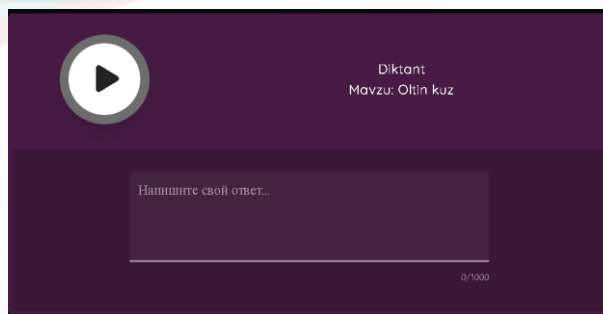 Diktant
Mavzu: Oltin kuz
Напишите свой ответ...
0/1000